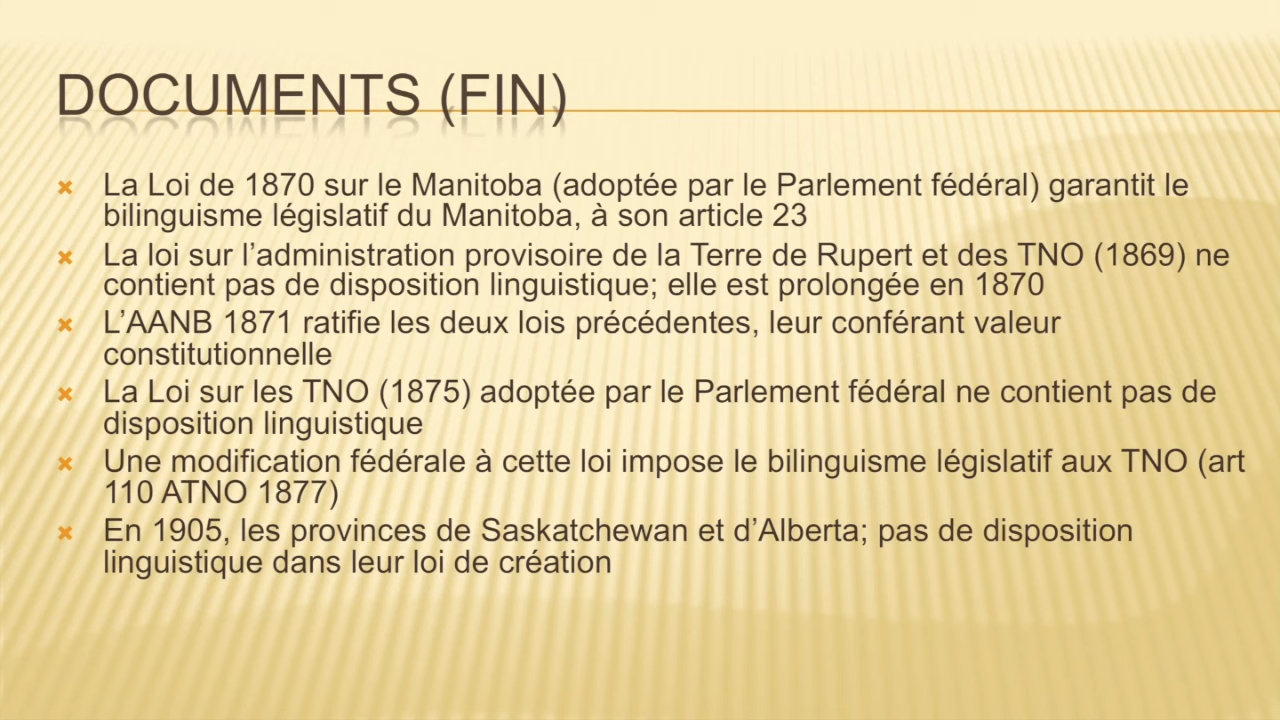 DOCUMENTS (FIN)
La Loi de 1870 sur le Manitoba (adoptée par le Parlement fédéral) garantit le
bilinguisme législatif du Manitoba, à son article 23
La loi sur l’administration provisoire de la Terre de Rupert et des TNO (1869) ne
contient pas de disposition linguistique; elle est prolongée en 1870
L’AANB 1871 ratifie les deux lois précédentes, leur conférant valeur
constitutionnelle
La Loi sur les TNO (1875) adoptée par le Parlement fédéral ne contient pas de
disposition linguistique
Une modification fédérale à cette loi impose le bilinguisme législatif aux TNO (art
110 ATNO 1877)
En 1905, les provinces de Saskatchewan et d’Alberta; pas de disposition
linguistique dans leur loi de création